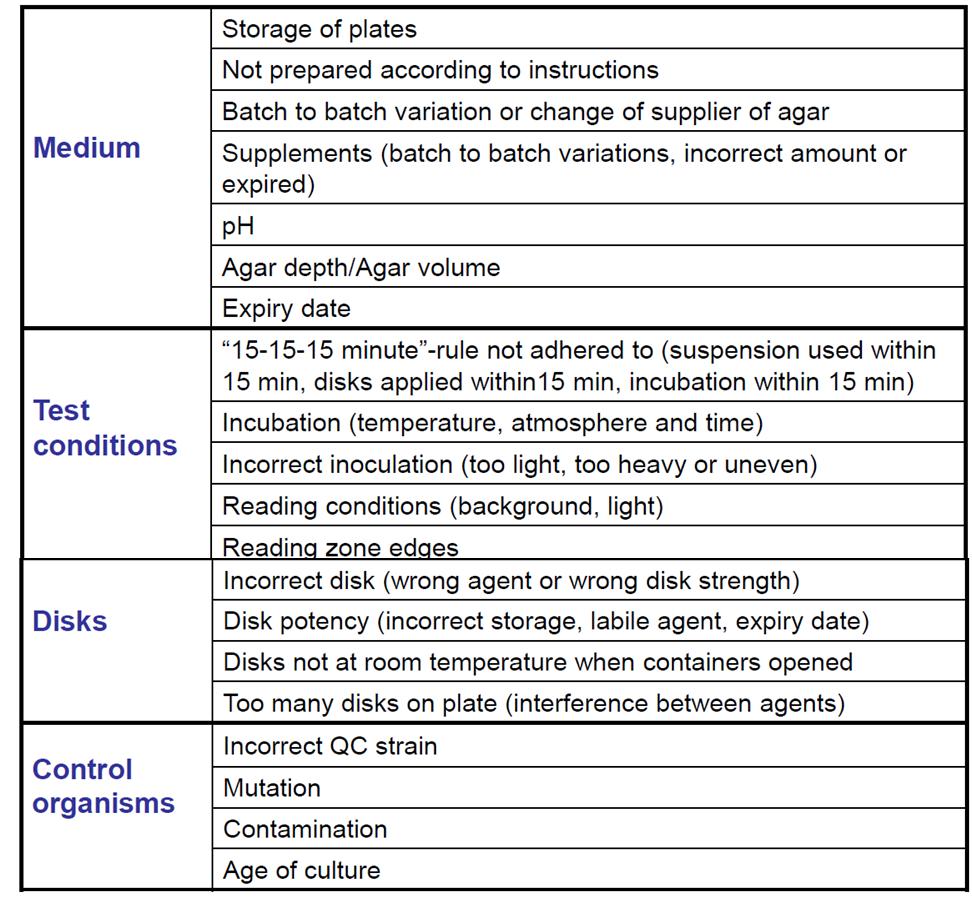 Medium
Storage of plates
Not prepared according to instructions
Batch to batch variation or change of supplier of agar
Supplements (batch to batch variations, incorrect amount or
expired)
pH
Agar depth/Agar volume
Expiry date
Test
conditions
“15-15-15 minute”-rule not adhered to (suspension used within
15 min, disks applied within15 min, incubation within 15 min)
Incubation (temperature, atmosphere and time)
Incorrect inoculation (too light, too heavy or uneven)
Reading conditions (background, light)
Reading zone edges
Disks
Incorrect disk (wrong agent or wrong disk strength)
Disk potency (incorrect storage, labile agent, expiry date)
Disks not at room temperature when containers opened
Too many disks on plate (interference between agents)
Control
organisms
Incorrect QC strain
Mutation
Contamination
Age of culture